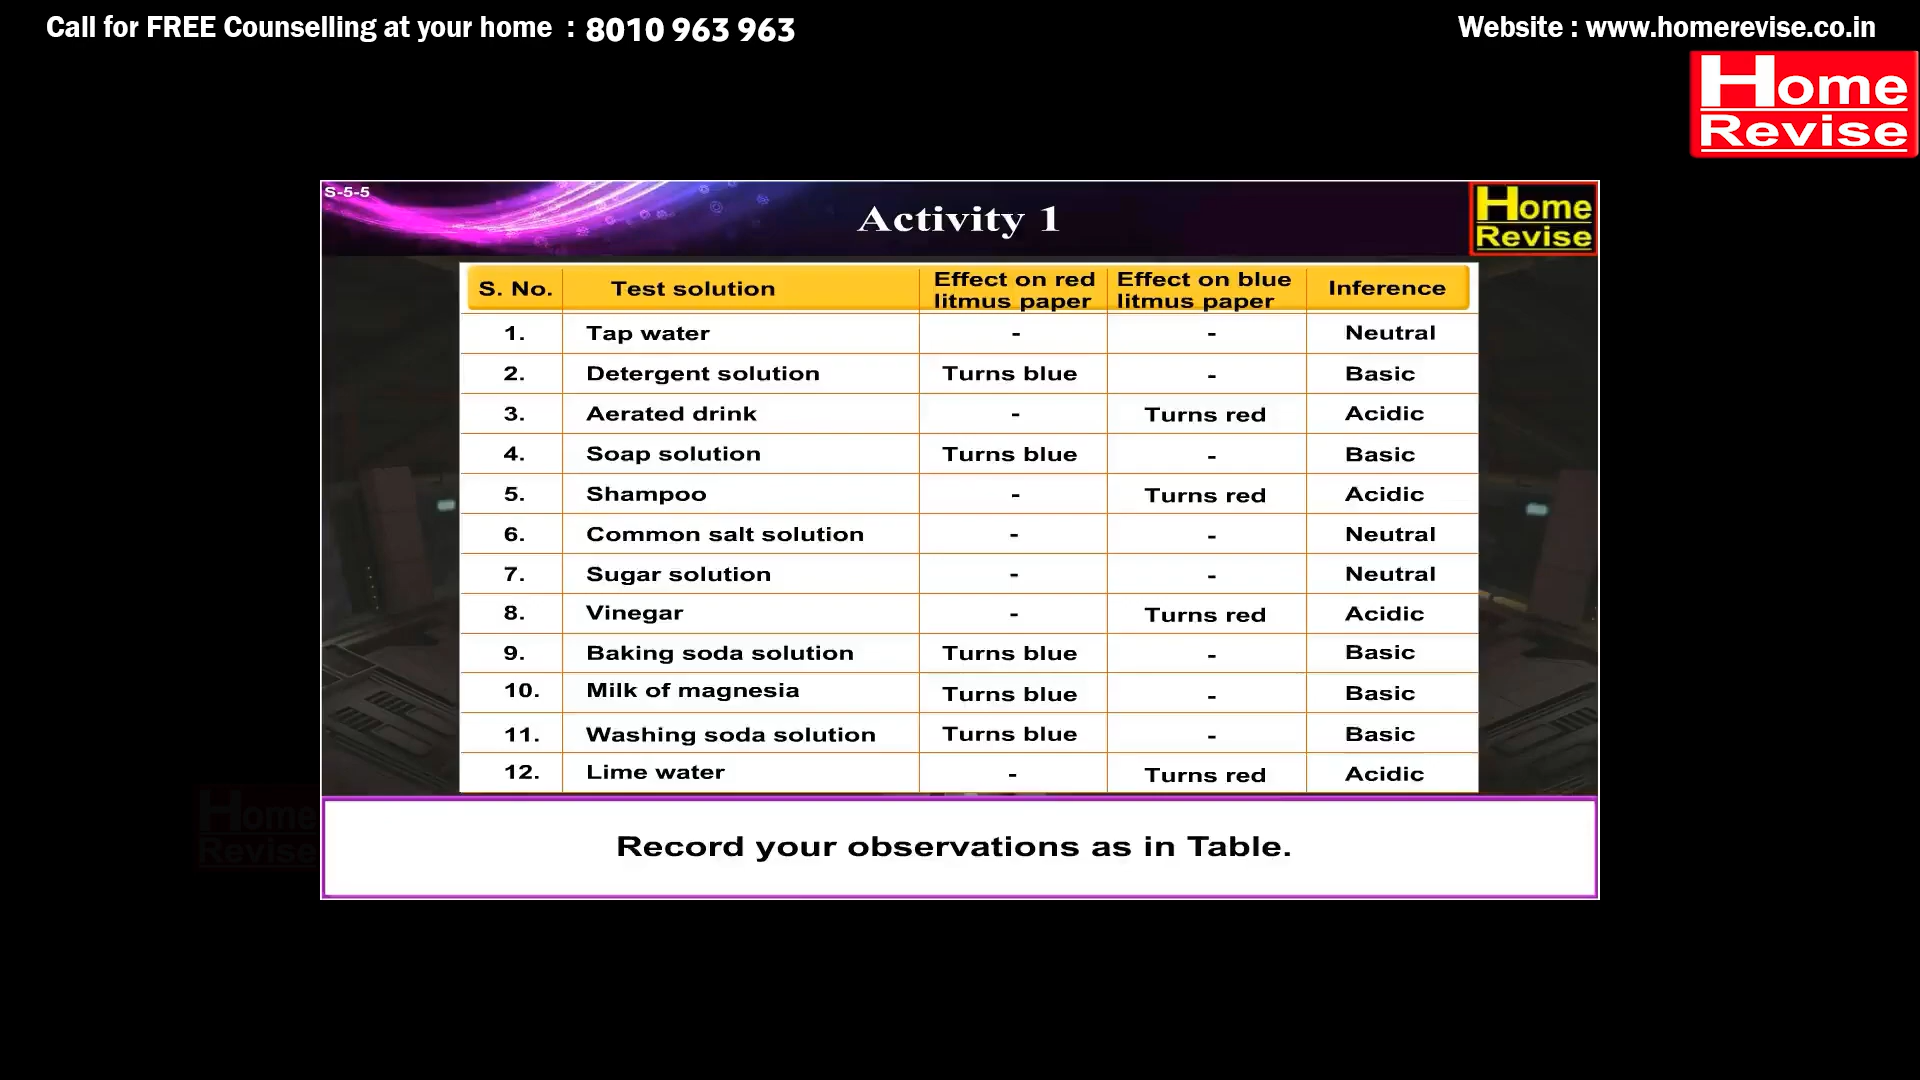 Call for FREE Counselling at your home : 8010 963 963
Website : www.homerevise.co.in
Home
Revise
S-5-5
Activity 1
Home
Revise
S. No. Test solution Effect on red litmus paper Effect on blue litmus paper Inference
1. Tap water - - Neutral
2. Detergent solution Turns blue - Basic
3. Aerated drink - Turns red Acidic
4. Soap solution Turns blue - Basic
5. Shampoo - Turns red Acidic
6. Common salt solution - - Neutral
7. Sugar solution - - Neutral
8. Vinegar - Turns red Acidic
9. Baking soda solution Turns blue - Basic
10. Milk of magnesia Turns blue - Basic
11. Washing soda solution Turns blue - Basic
12. Lime water - Turns red Acidic
Home
Revise
Record your observations as in Table.